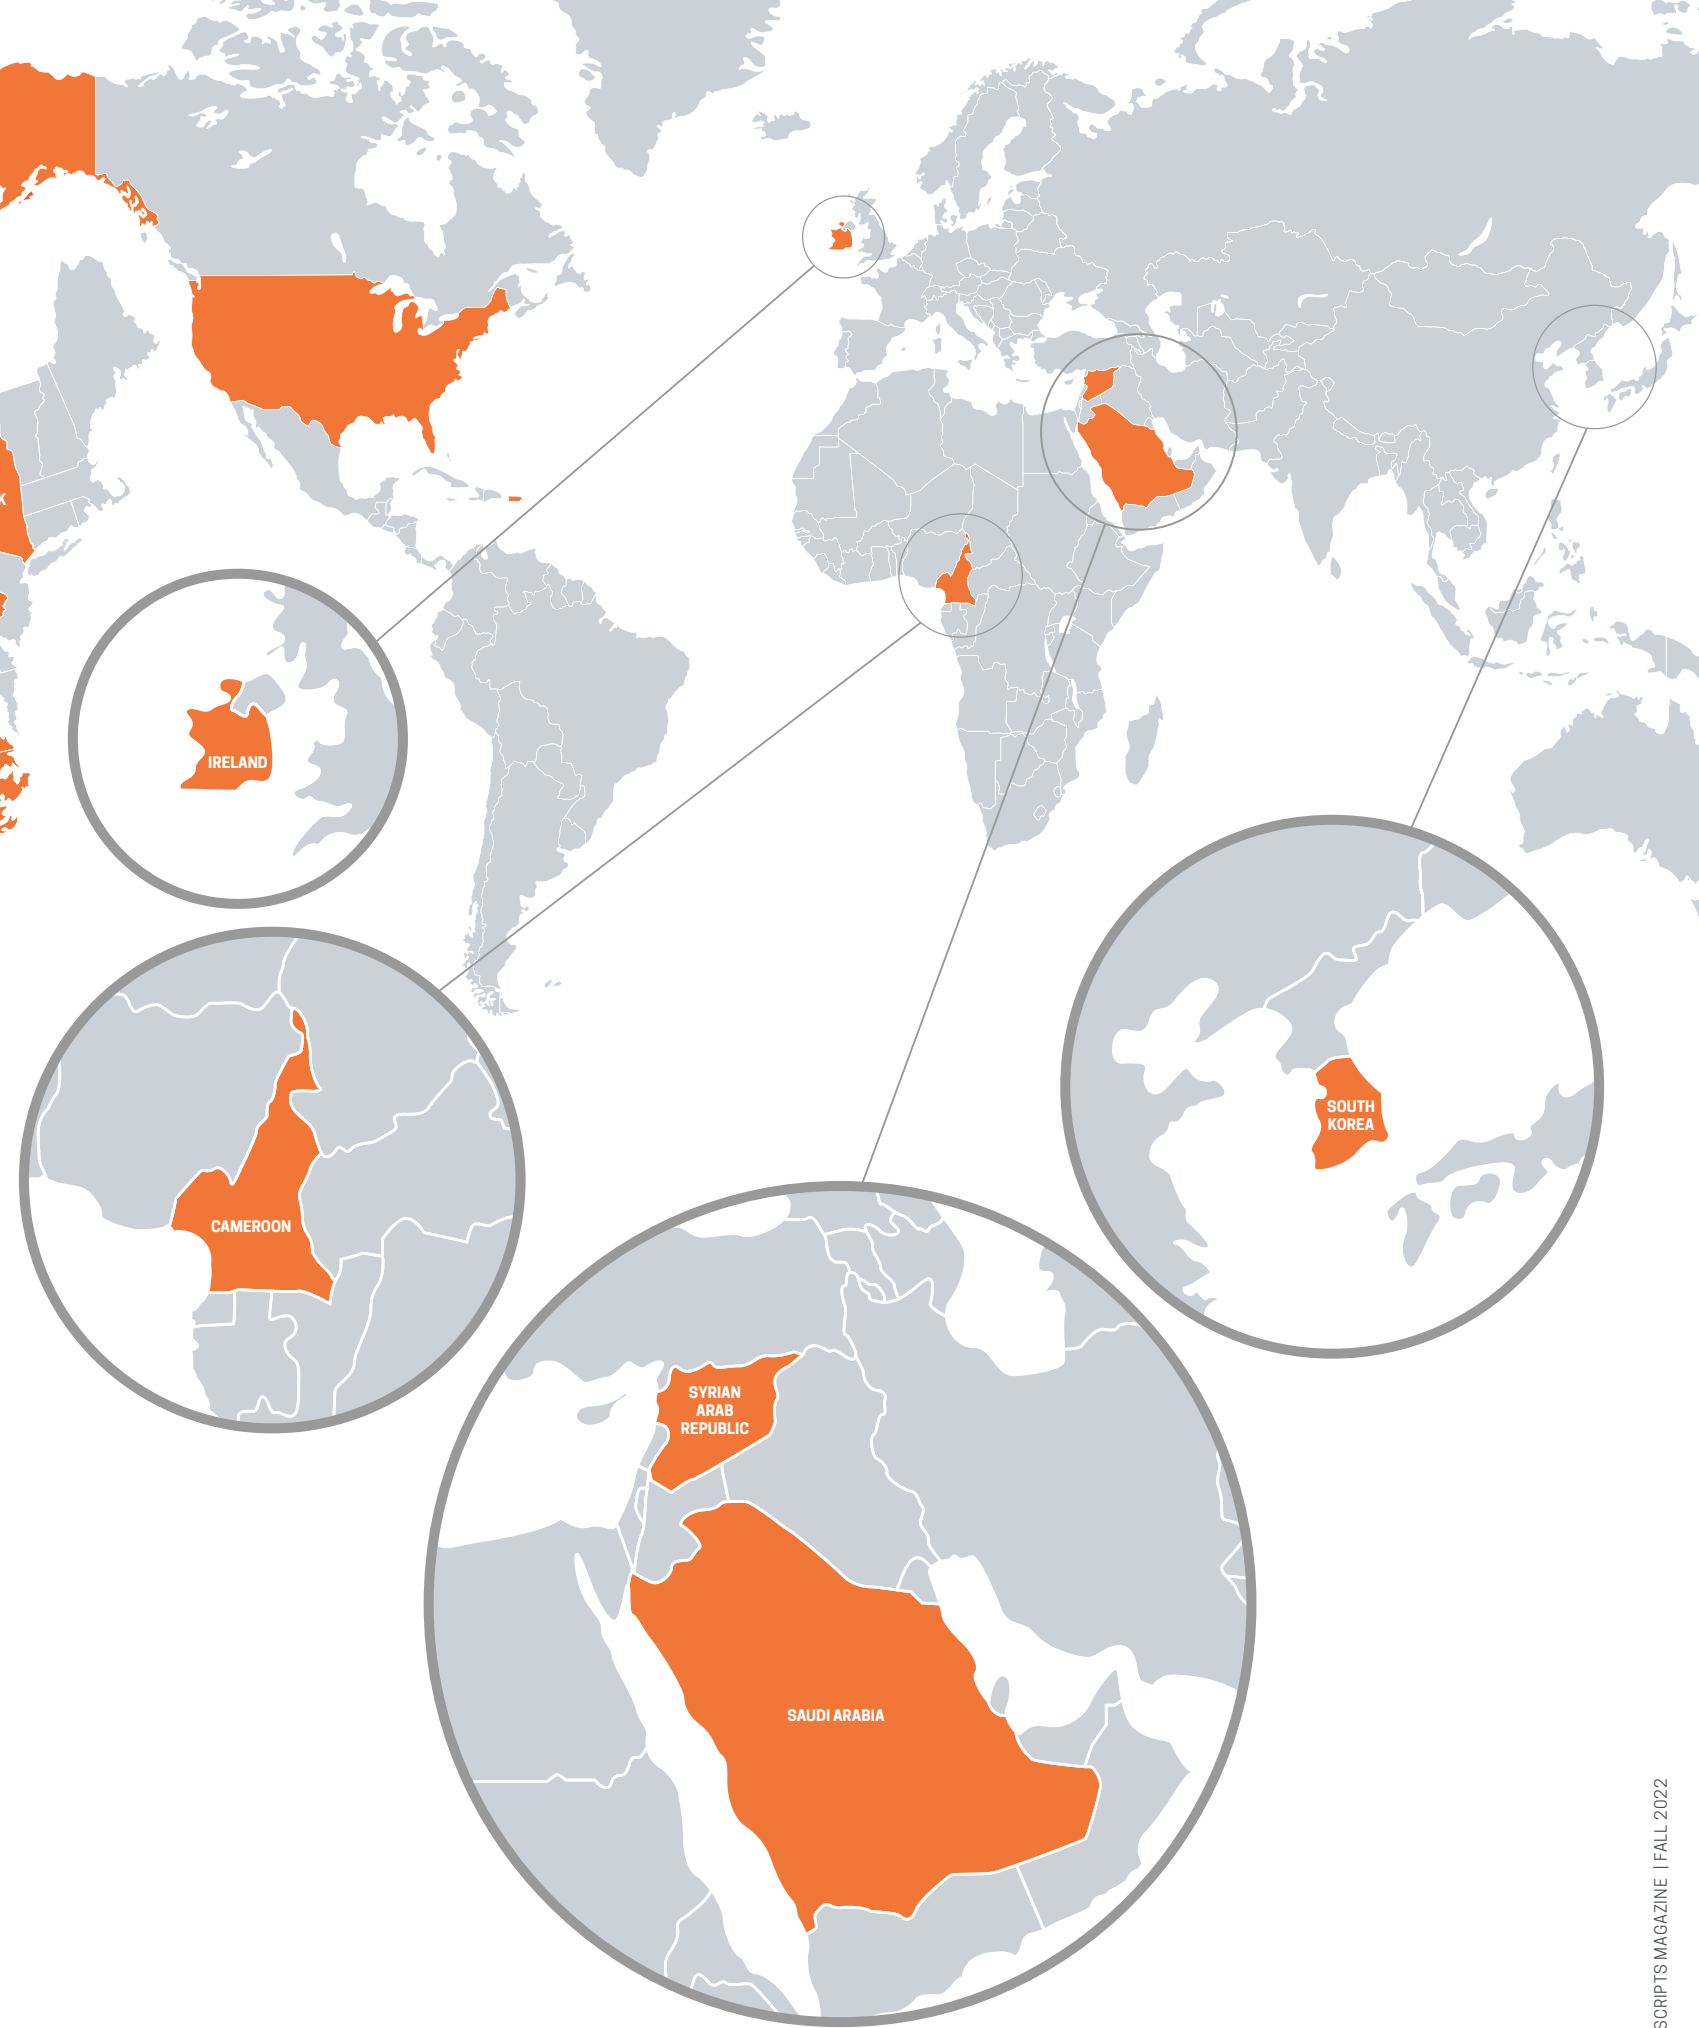 K
IRELAND
SOUTH
KOREA
CAMEROON
SYRIAN
ARAB
REPUBLIC
SAUDI ARABIA
SCRIPTS MAGAZINE | FALL 2022